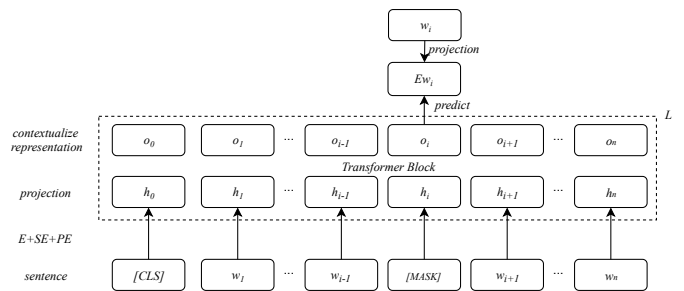 w_i
projection
Ew_i
predict
L
contextualize representation
o_0 o_1 ... o_{i-1} o_i o_{i+1} ... o_n
Transformer Block
projection h_0 h_1 ... h_{i-1} h_i h_{i+1} ... h_n
E+SE+PE
sentence [CLS] w_1 ... w_{i-1} [MASK] w_{i+1} ... w_n